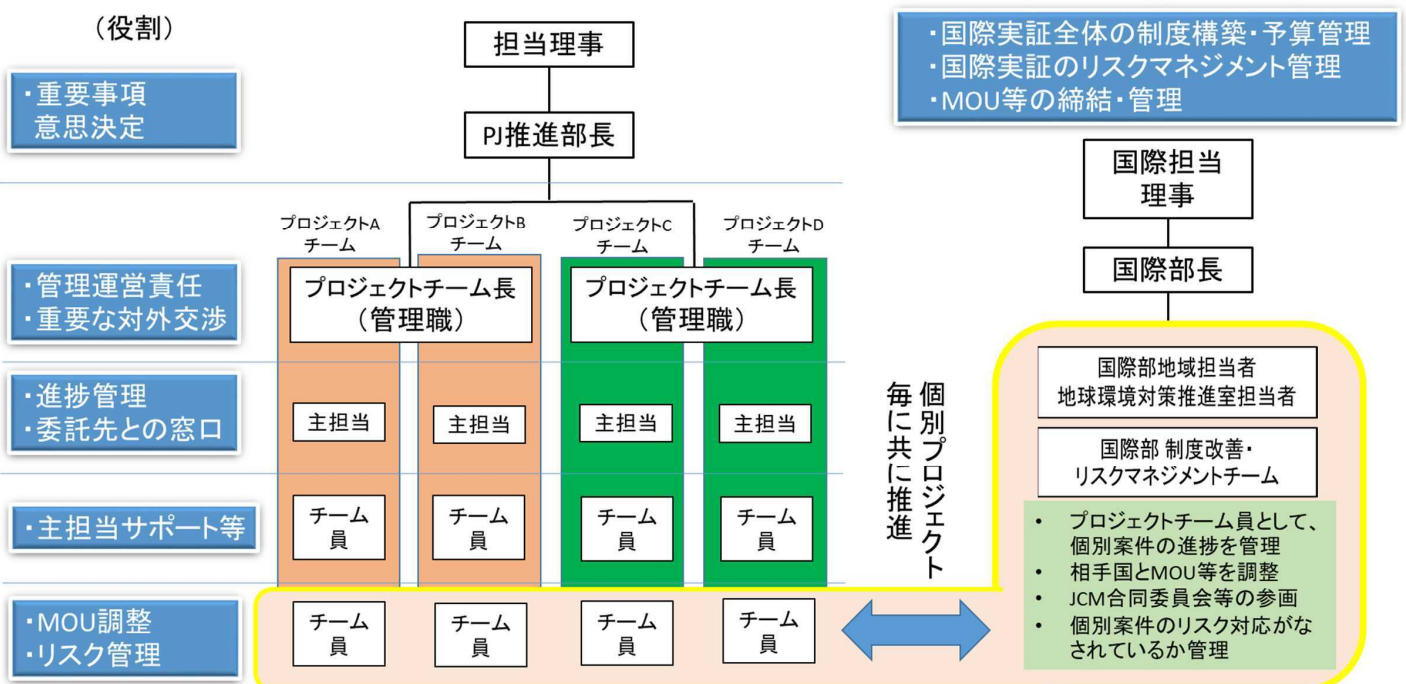 （役割）
・重要事項
意思決定
担当理事
PJ推進部長
・国際実証全体の制度構築・予算管理
・国際実証のリスクマネジメント管理
・MOU等の締結・管理
国際担当
理事
国際部長
プロジェクトA
チーム
プロジェクトB
チーム
プロジェクトC
チーム
プロジェクトD
チーム
・管理運営責任
・重要な対外交渉
プロジェクトチーム長
（管理職）
プロジェクトチーム長
（管理職）
・進捗管理
・委託先との窓口
主担当
主担当
主担当
主担当
・主担当サポート等
チーム
員
チーム
員
チーム
員
チーム
員
・MOU調整
・リスク管理
チーム
員
チーム
員
チーム
員
チーム
員
個別プロジェクト
毎に共に推進
国際部地域担当者
地球環境対策推進室担当者
国際部 制度改善・
リスクマネジメントチーム
• プロジェクトチーム員として、
個別案件の進捗を管理
• 相手国とMOU等を調整
• JCM合同委員会等の参画
• 個別案件のリスク対応がな
されているか管理